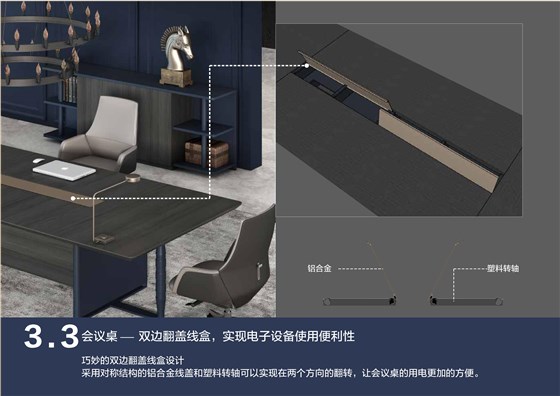 铝合金
塑料转轴
3.3 会议桌 — 双边翻盖线盒，实现电子设备使用便利性
巧妙的双边翻盖线盒设计
采用对称结构的铝合金线盖和塑料转轴可以实现在两个方向的翻转，让会议桌的用电更加的方便。